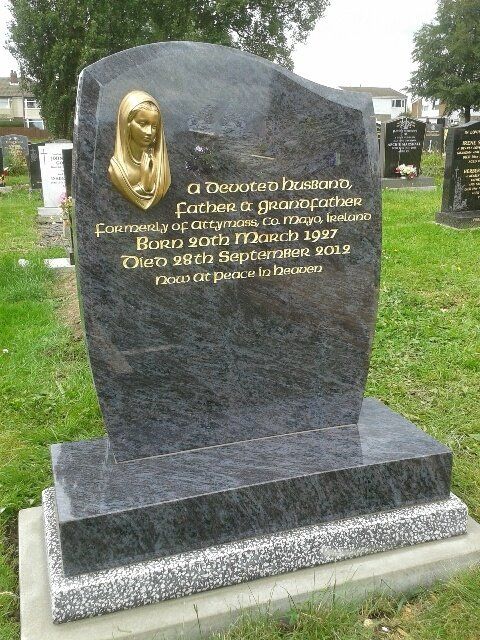 a devoted husband,
father & grandfather
formerly of attymass, Co. Mayo, Ireland
Born 20th March 1927
Died 28th September 2012
now at peace in heaven